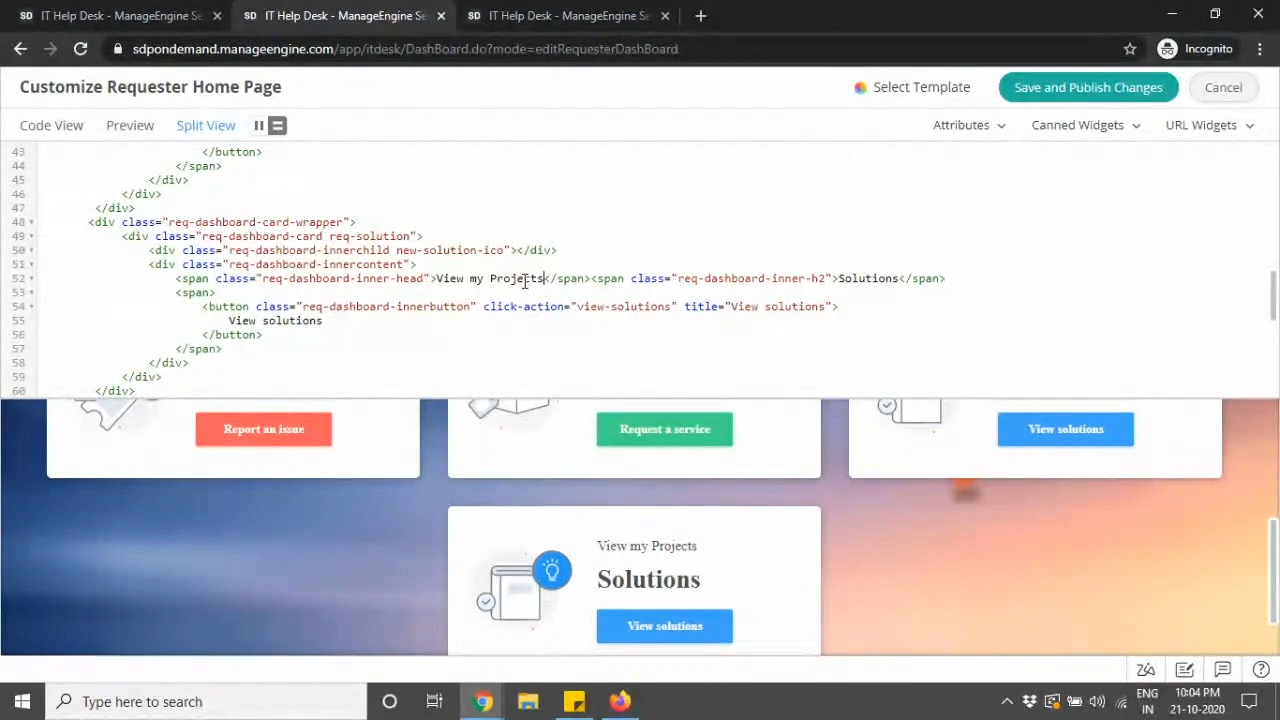 SD IT Help Desk - ManageEngine Se
SD IT Help Desk - ManageEngine Se
SD IT Help Desk - ManageEngine Se
sdpondemand.manageengine.com/app/itdesk/DashBoard.do?mode=editRequesterDashBoard
Incognito
Customize Requester Home Page
Select Template
Save and Publish Changes
Cancel
Code View
Preview
Split View
Attributes
Canned Widgets
URL Widgets
43 </button>
44 </span>
45 </div>
46 </div>
47 </div>
48 <div class="req-dashboard-card-wrapper">
49 <div class="req-dashboard-card req-solution">
50 <div class="req-dashboard-innerchild new-solution-ico"></div>
51 <div class="req-dashboard-innercontent">
52 <span class="req-dashboard-inner-head">View my Projects</span><span class="req-dashboard-inner-h2">Solutions</span>
53 <span>
54 <button class="req-dashboard-innerbutton" click-action="view-solutions" title="View solutions">
55 View solutions
56 </button>
57 </span>
58 </div>
59 </div>
60 </div>
Report an issue
Request a service
View solutions
View my Projects
Solutions
View solutions
Type here to search
ENG
IN
10:04 PM
21-10-2020